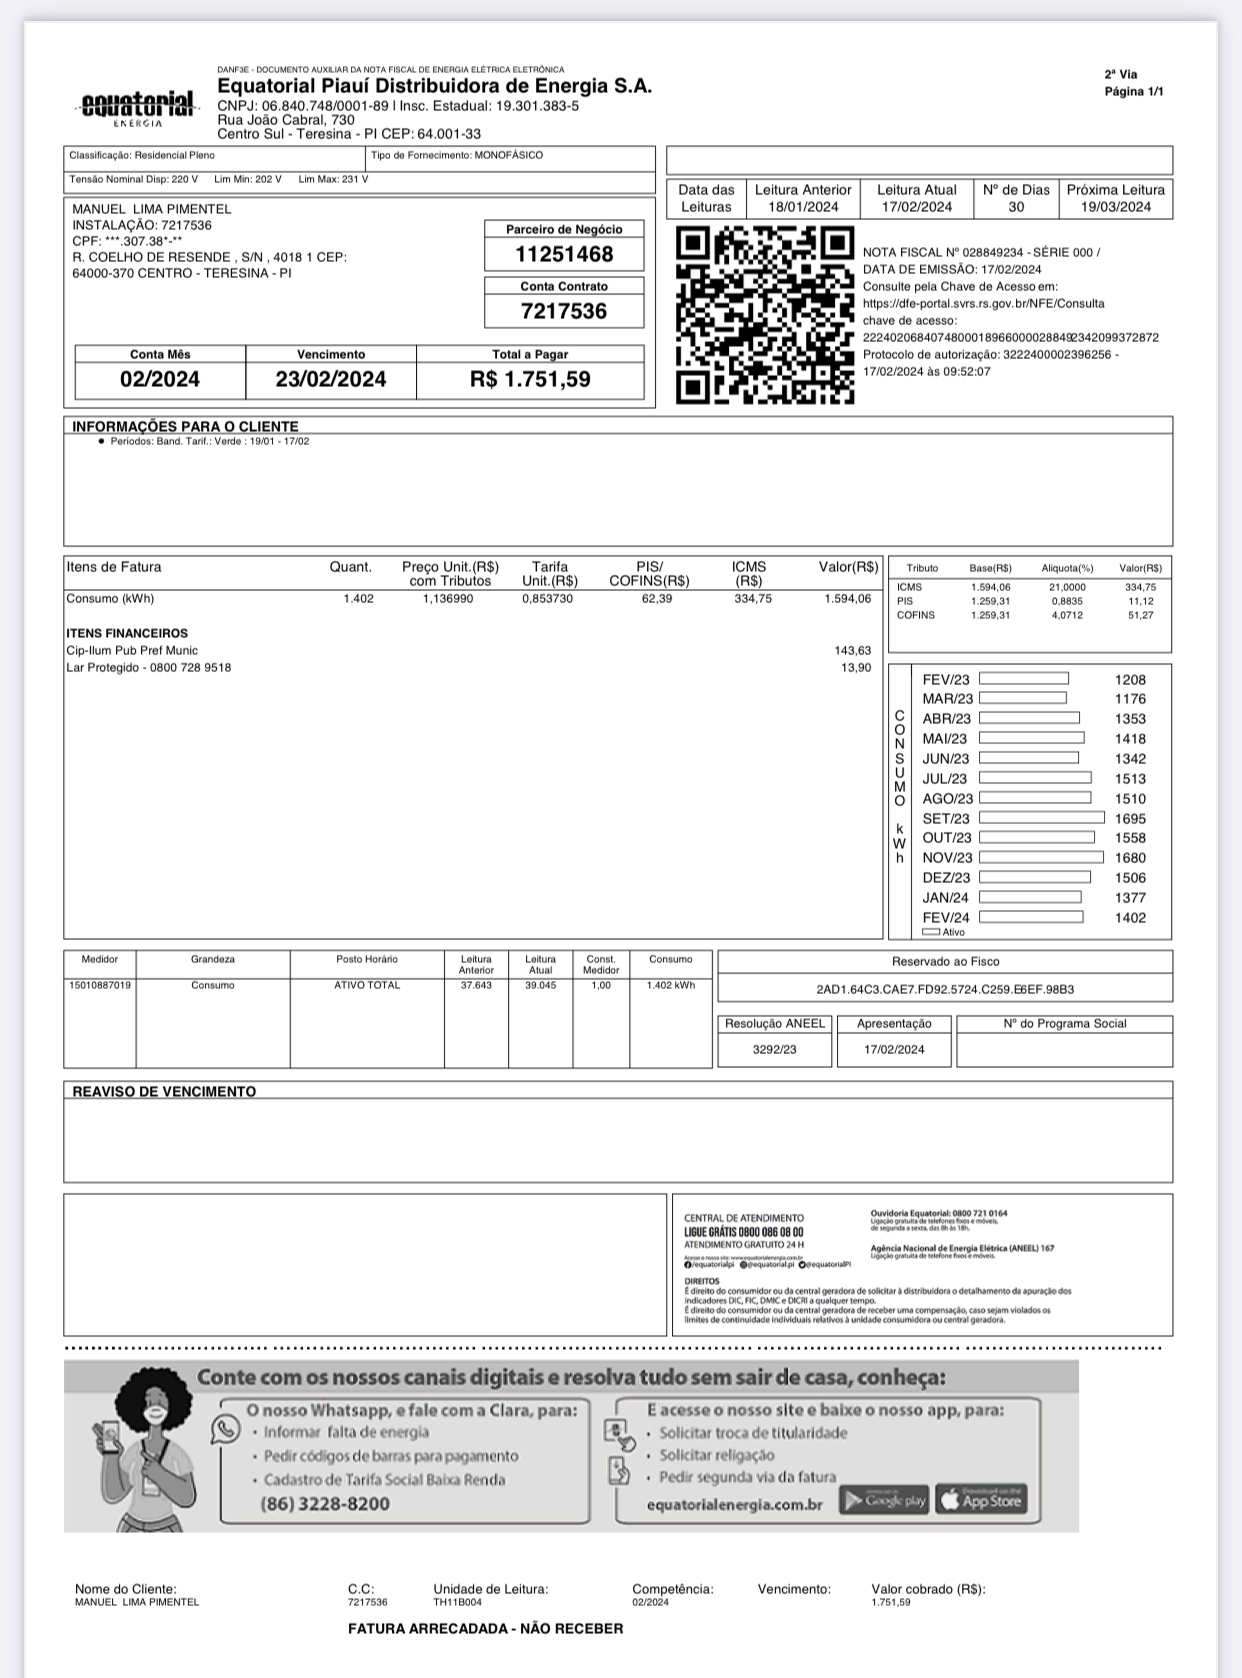 equatorial
ENERGIA
DANF3E - DOCUMENTO AUXILIAR DA NOTA FISCAL DE ENERGIA ELÉTRICA ELETRÔNICA
Equatorial Piauí Distribuidora de Energia S.A.
CNPJ: 06.840.748/0001-89 | Insc. Estadual: 19.301.383-5
Rua João Cabral, 730
Centro Sul - Teresina - PI CEP: 64.001-33
2ª Via
Página 1/1
Classificação: Residencial Pleno
Tipo de Fornecimento: MONOFÁSICO
Tensão Nominal Disp: 220 V Lim Min: 202 V Lim Max: 231 V
Data das Leituras
Leitura Anterior 18/01/2024
Leitura Atual 17/02/2024
Nº de Dias 30
Próxima Leitura 19/03/2024
MANUEL LIMA PIMENTEL
INSTALAÇÃO: 7217536
CPF: ***.307.38*-**
R. COELHO DE RESENDE , S/N , 4018 1 CEP:
64000-370 CENTRO - TERESINA - PI
Parceiro de Negócio
11251468
Conta Contrato
7217536
Conta Mês Vencimento Total a Pagar
02/2024 23/02/2024 R$ 1.751,59
NOTA FISCAL Nº 028849234 - SÉRIE 000 /
DATA DE EMISSÃO: 17/02/2024
Consulte pela Chave de Acesso em:
https://dfe-portal.svrs.rs.gov.br/NFE/Consulta
chave de acesso:
22240206840748000189660000288492342099372872
Protocolo de autorização: 3222400002396256 -
17/02/2024 às 09:52:07
INFORMAÇÕES PARA O CLIENTE
● Períodos: Band. Tarif.: Verde : 19/01 - 17/02
Itens de Fatura Quant. Preço Unit.(R$) com Tributos Tarifa Unit.(R$) PIS/ COFINS(R$) ICMS (R$) Valor(R$)
Consumo (kWh) 1.402 1,136990 0,853730 62,39 334,75 1.594,06
ITENS FINANCEIROS
Cip-Ilum Pub Pref Munic 143,63
Lar Protegido - 0800 728 9518 13,90
Tributo Base(R$) Aliquota(%) Valor(R$)
ICMS 1.594,06 21,0000 334,75
PIS 1.259,31 0,8835 11,12
COFINS 1.259,31 4,0712 51,27
CONSUMO kWh
FEV/23 1208
MAR/23 1176
ABR/23 1353
MAI/23 1418
JUN/23 1342
JUL/23 1513
AGO/23 1510
SET/23 1695
OUT/23 1558
NOV/23 1680
DEZ/23 1506
JAN/24 1377
FEV/24 1402
Ativo
Medidor Grandeza Posto Horário Leitura Anterior Leitura Atual Const. Medidor Consumo
15010887019 Consumo ATIVO TOTAL 37.643 39.045 1,00 1.402 kWh
Reservado ao Fisco
2AD1.64C3.CAE7.FD92.5724.C259.E6EF.98B3
Resolução ANEEL
3292/23
Apresentação
17/02/2024
Nº do Programa Social
REAVISO DE VENCIMENTO
CENTRAL DE ATENDIMENTO
LIGUE GRÁTIS 0800 086 08 00
ATENDIMENTO GRATUITO 24 H
Acesse o nosso site: www.equatorialenergia.com.br
/equatorialpi @equatorial.pi @equatorialPI
Ouvidoria Equatorial: 0800 721 0164
Ligação gratuita de telefones fixos e móveis,
de segunda a sexta, das 8h às 18h.
Agência Nacional de Energia Elétrica (ANEEL) 167
Ligação gratuita de telefone fixos e móveis.
DIREITOS
É direito do consumidor ou da central geradora de solicitar à distribuidora o detalhamento da apuração dos
indicadores DIC, FIC, DMIC e DICRI a qualquer tempo.
É direito do consumidor ou da central geradora de receber uma compensação, caso sejam violados os
limites de continuidade individuais relativos à unidade consumidora ou central geradora.
Conte com os nossos canais digitais e resolva tudo sem sair de casa, conheça:
O nosso Whatsapp, e fale com a Clara, para:
• Informar falta de energia
• Pedir códigos de barras para pagamento
• Cadastro de Tarifa Social Baixa Renda
(86) 3228-8200
E acesse o nosso site e baixe o nosso app, para:
• Solicitar troca de titularidade
• Solicitar religação
• Pedir segunda via da fatura
equatorialenergia.com.br
Google play
Download on the
App Store
Nome do Cliente: C.C: Unidade de Leitura: Competência: Vencimento: Valor cobrado (R$):
MANUEL LIMA PIMENTEL 7217536 TH11B004 02/2024 1.751,59
FATURA ARRECADADA - NÃO RECEBER